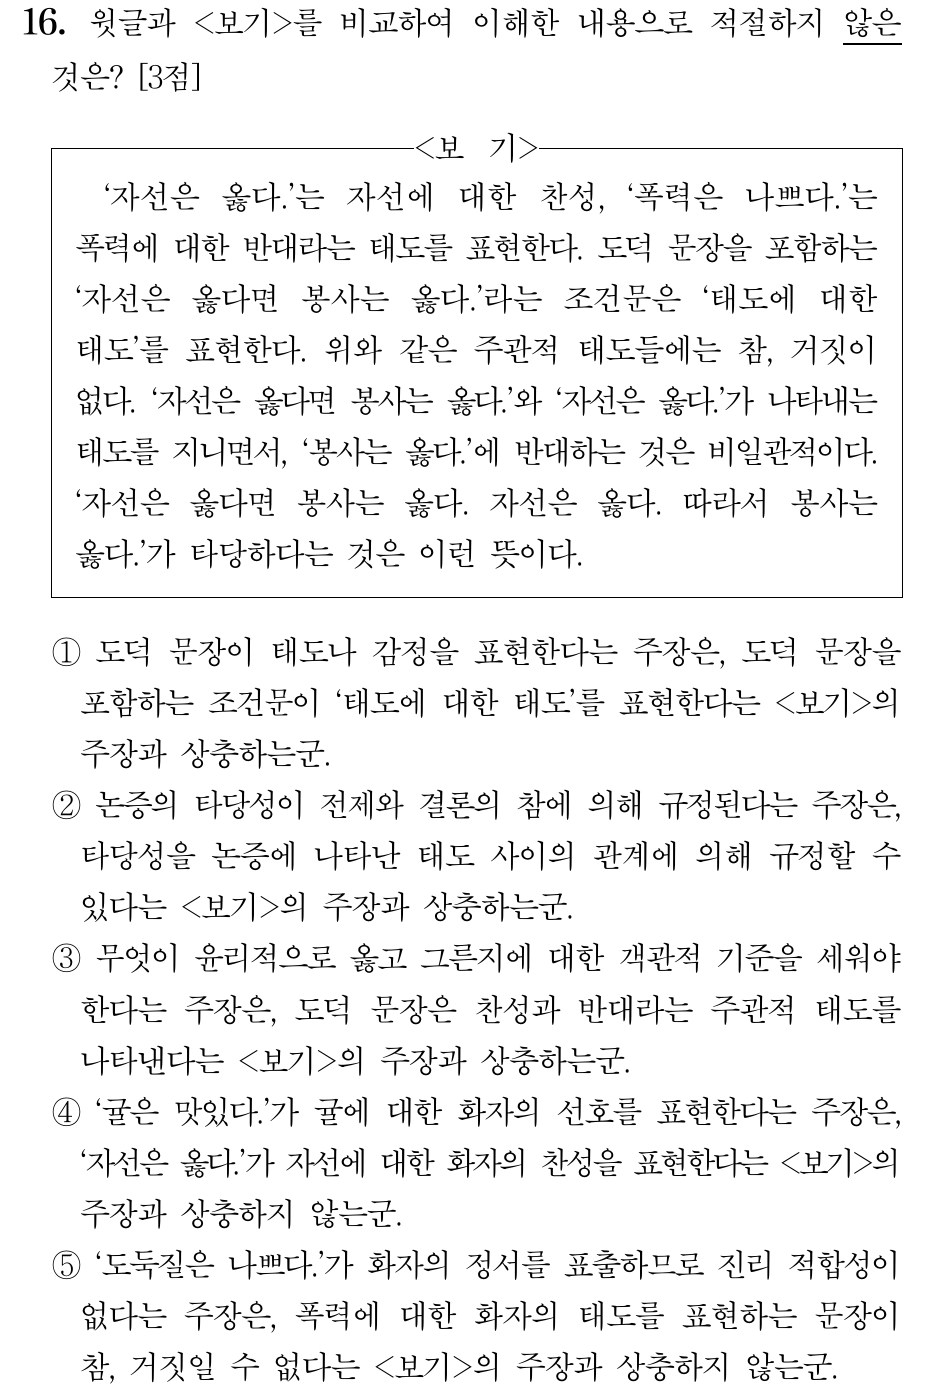 16. 윗글과 <보기>를 비교하여 이해한 내용으로 적절하지 않은
것은? [3점]
<보 기>
‘자선은 옳다.’는 자선에 대한 찬성, ‘폭력은 나쁘다.’는
폭력에 대한 반대라는 태도를 표현한다. 도덕 문장을 포함하는
‘자선은 옳다면 봉사는 옳다.’라는 조건문은 ‘태도에 대한
태도’를 표현한다. 위와 같은 주관적 태도들에는 참, 거짓이
없다. ‘자선은 옳다면 봉사는 옳다.’와 ‘자선은 옳다.’가 나타내는
태도를 지니면서, ‘봉사는 옳다.’에 반대하는 것은 비일관적이다.
‘자선은 옳다면 봉사는 옳다. 자선은 옳다. 따라서 봉사는
옳다.’가 타당하다는 것은 이런 뜻이다.
① 도덕 문장이 태도나 감정을 표현한다는 주장은, 도덕 문장을
포함하는 조건문이 ‘태도에 대한 태도’를 표현한다는 <보기>의
주장과 상충하는군.
② 논증의 타당성이 전제와 결론의 참에 의해 규정된다는 주장은,
타당성을 논증에 나타난 태도 사이의 관계에 의해 규정할 수
있다는 <보기>의 주장과 상충하는군.
③ 무엇이 윤리적으로 옳고 그른지에 대한 객관적 기준을 세워야
한다는 주장은, 도덕 문장은 찬성과 반대라는 주관적 태도를
나타낸다는 <보기>의 주장과 상충하는군.
④ ‘귤은 맛있다.’가 귤에 대한 화자의 선호를 표현한다는 주장은,
‘자선은 옳다.’가 자선에 대한 화자의 찬성을 표현한다는 <보기>의
주장과 상충하지 않는군.
⑤ ‘도둑질은 나쁘다.’가 화자의 정서를 표출하므로 진리 적합성이
없다는 주장은, 폭력에 대한 화자의 태도를 표현하는 문장이
참, 거짓일 수 없다는 <보기>의 주장과 상충하지 않는군.